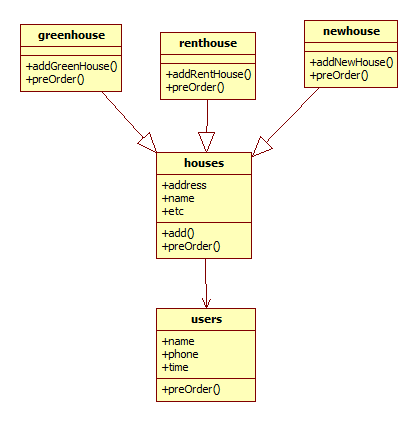 greenhouse
+addGreenHouse()
+preOrder()
renthouse
+addRentHouse()
+preOrder()
newhouse
+addNewHouse()
+preOrder()
houses
+address
+name
+etc
+add()
+preOrder()
users
+name
+phone
+time
+preOrder()